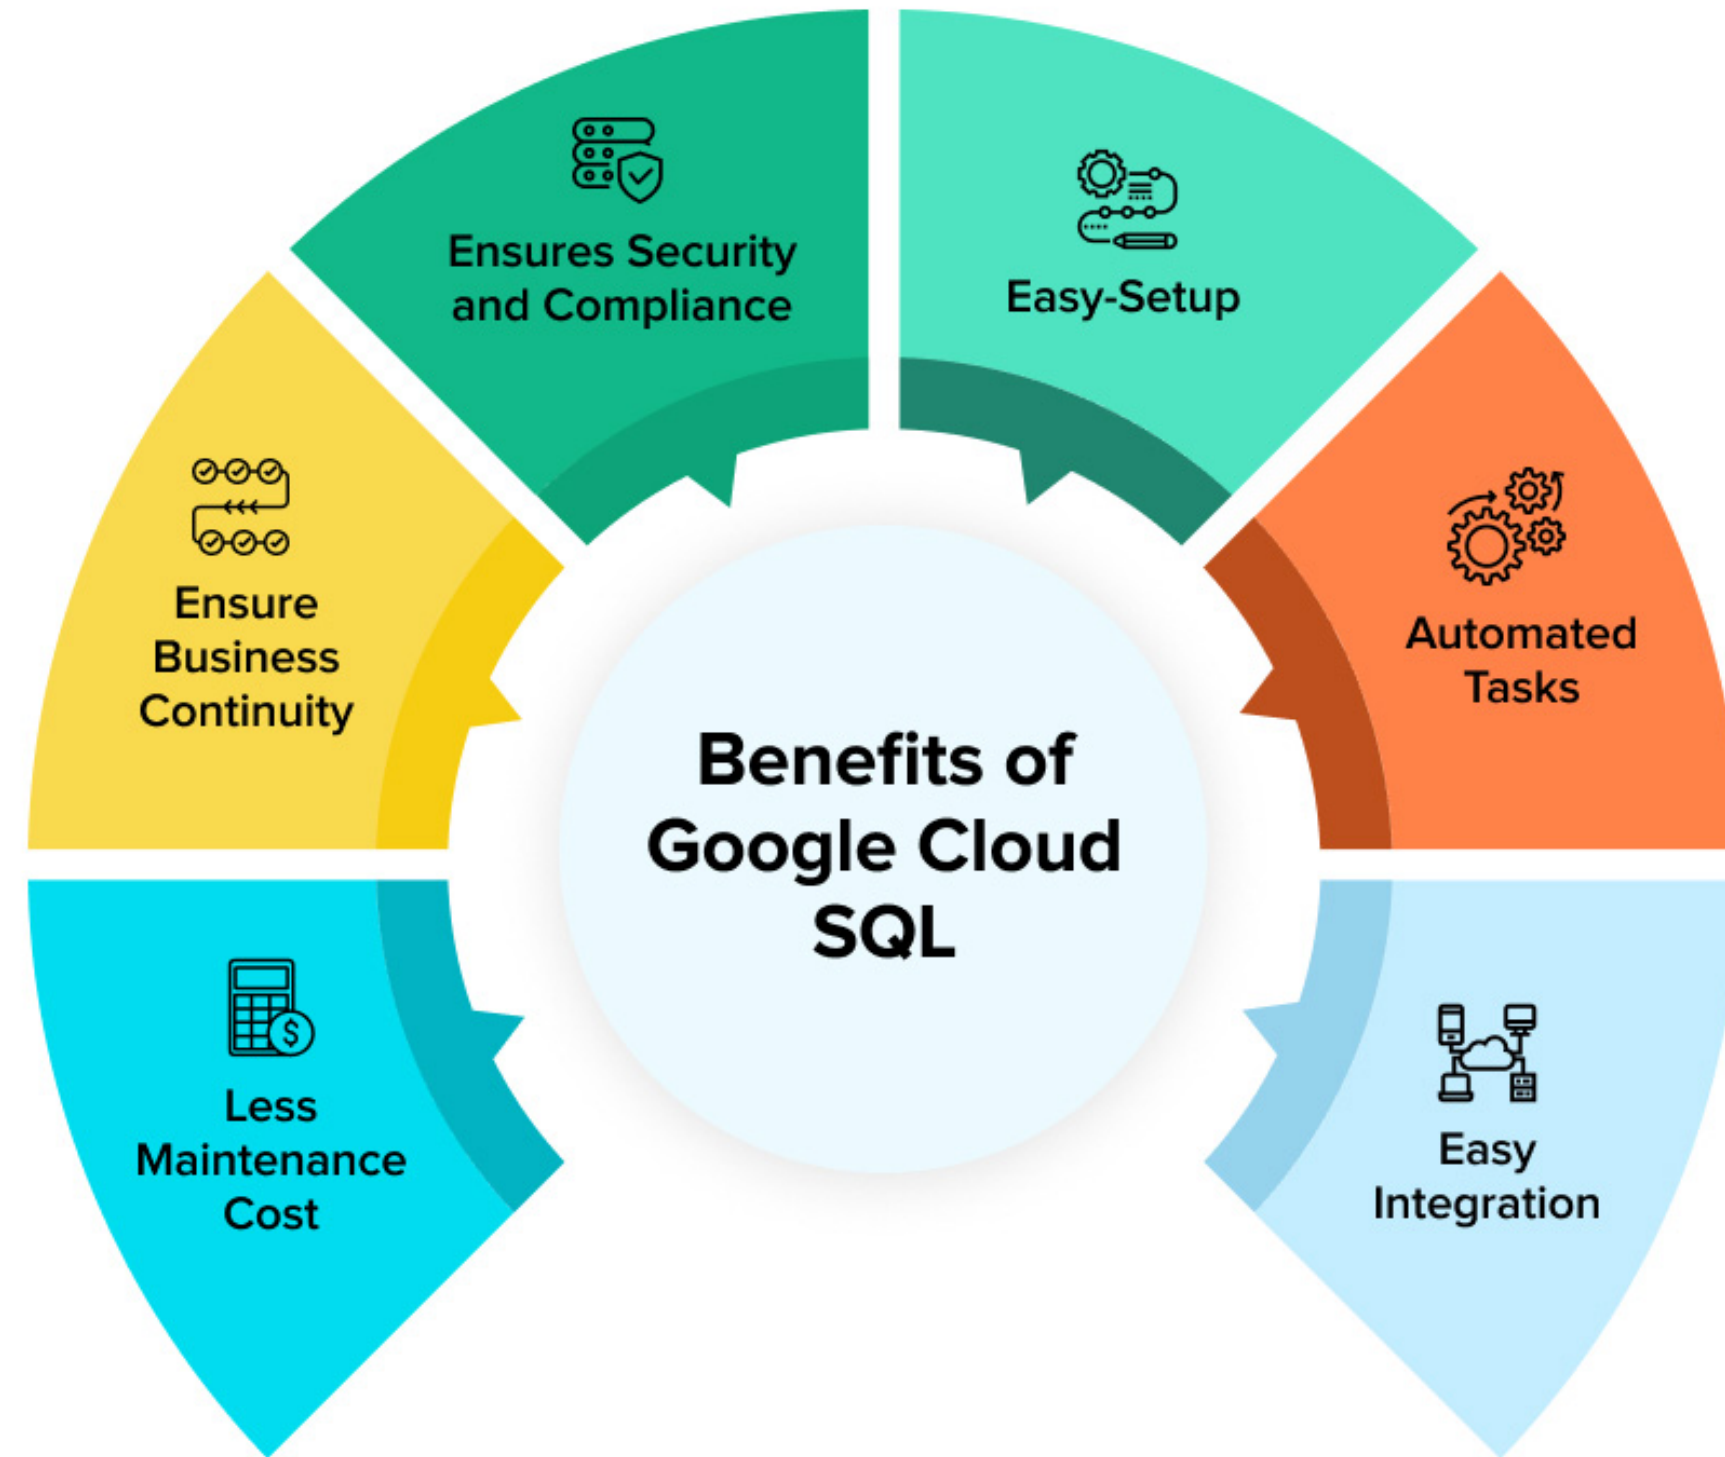 Ensures Security
and Compliance
Easy-Setup
Ensure
Business
Continuity
Automated
Tasks
Benefits of
Google Cloud
SQL
Less
Maintenance
Cost
$
Easy
Integration